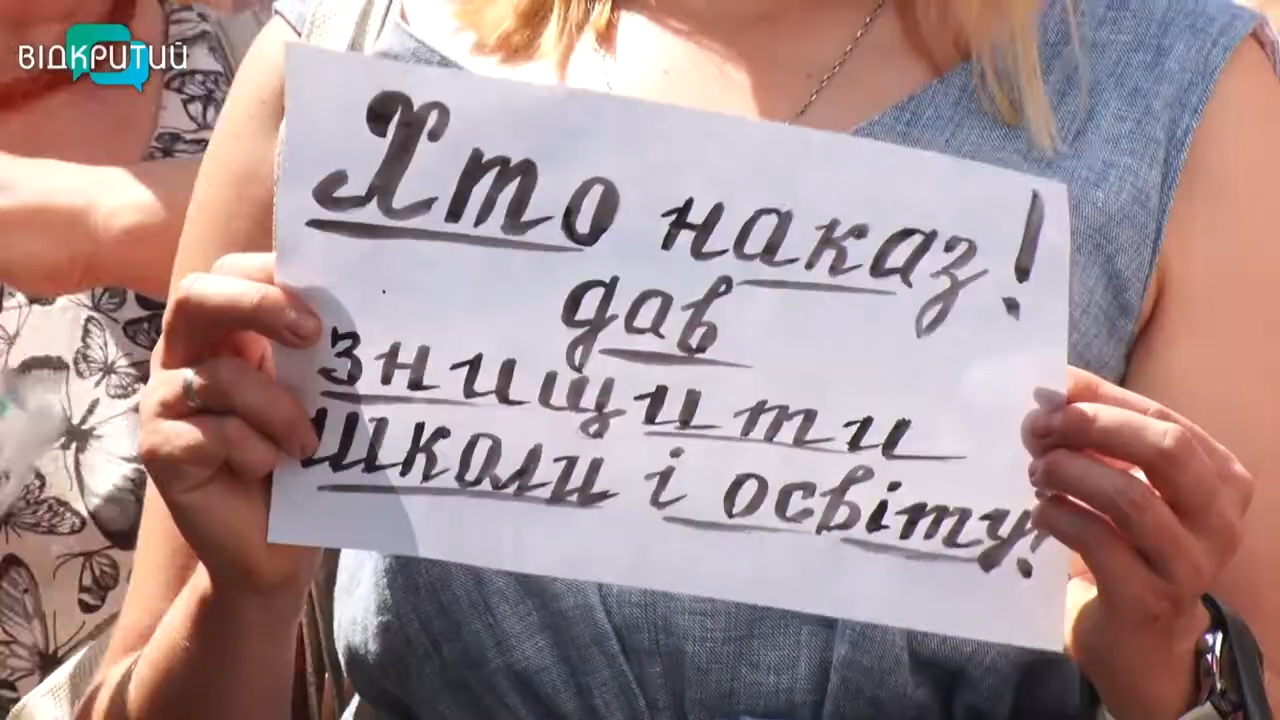 ВІДКРИТИЙ
Хто наказ!
дав
знищити
школи і освіту!